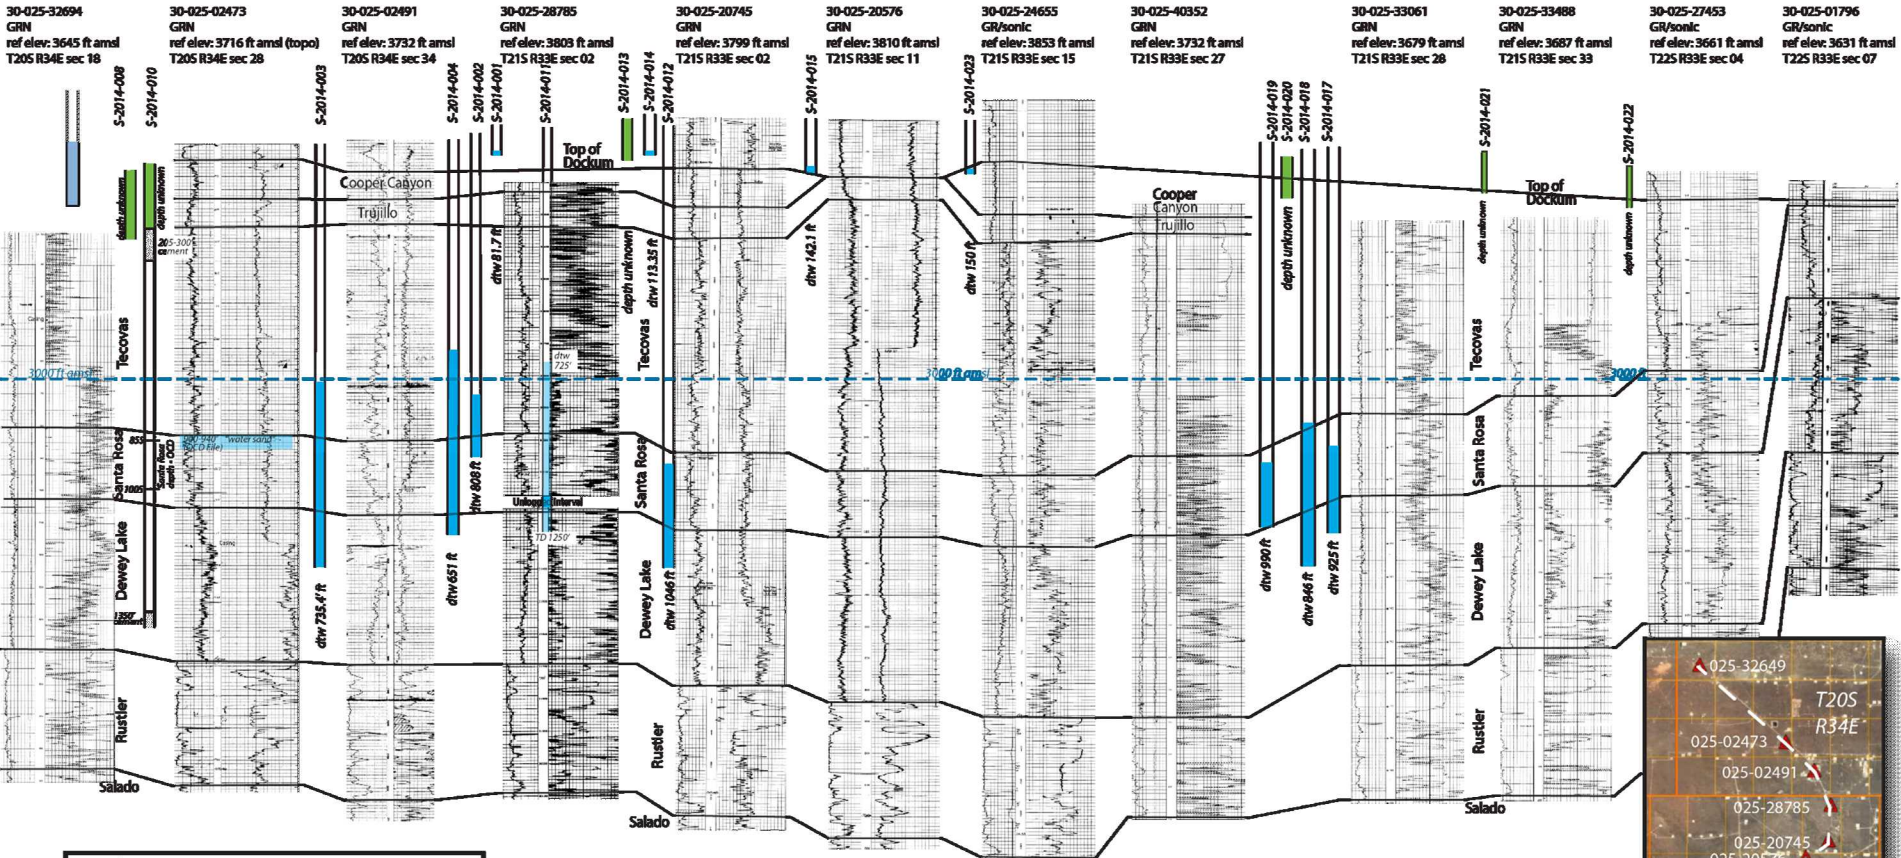 30-025-32694
GRN
ref elev: 3645 ft amsl
T20S R34E sec 18
30-025-02473
GRN
ref elev: 3716 ft amsl (topo)
T20S R34E sec 28
30-025-02491
GRN
ref elev: 3732 ft amsl
T20S R34E sec 34
30-025-28785
GRN
ref elev: 3803 ft amsl
T21S R33E sec 02
30-025-20745
GRN
ref elev: 3799 ft amsl
T21S R33E sec 02
30-025-20576
GRN
ref elev: 3810 ft amsl
T21S R33E sec 11
30-025-24655
GR/sonic
ref elev: 3853 ft amsl
T21S R33E sec 15
30-025-40352
GRN
ref elev: 3732 ft amsl
T21S R33E sec 27
30-025-33061
GRN
ref elev: 3679 ft amsl
T21S R33E sec 28
30-025-33488
GRN
ref elev: 3687 ft amsl
T21S R33E sec 33
30-025-27453
GR/sonic
ref elev: 3661 ft amsl
T22S R33E sec 04
30-025-01796
GR/sonic
ref elev: 3631 ft amsl
T22S R33E sec 07
S-2014-008
S-2014-010
S-2014-003
S-2014-004
S-2014-002
S-2014-001
S-2014-011
S-2014-013
S-2014-014
S-2014-012
S-2014-015
S-2014-023
S-2014-019
S-2014-020
S-2014-018
S-2014-017
S-2014-021
S-2014-022
Top of
Dockum
Cooper Canyon
Trujillo
Cooper
Canyon
Trujillo
Top of
Dockum
depth unknown
depth unknown
205-300'
cement
dtw 81.7 ft
depth unknown
dtw 113.35 ft
dtw 142.1 ft
dtw 150 ft
depth unknown
depth unknown
depth unknown
Tecovas
Tecovas
Tecovas
3000 ft amsl
3000 ft amsl
3000 ft
dtw
725'
Santa Rosa
855
Santa Rosa
depth - OCD
1005
900-940' "water sand"
(OCD file)
dtw 808 ft
Unlogged Interval
TD 1250'
Santa Rosa
Santa Rosa
Dewey Lake
1350'
cement
dtw 735.4' ft
dtw 651 ft
Dewey Lake
dtw 1046 ft
dtw 990 ft
dtw 846 ft
dtw 925 ft
Dewey Lake
Rustler
Rustler
Rustler
Salado
Salado
Salado
025-32649
T20S
R34E
025-02473
025-02491
025-28785
025-20745